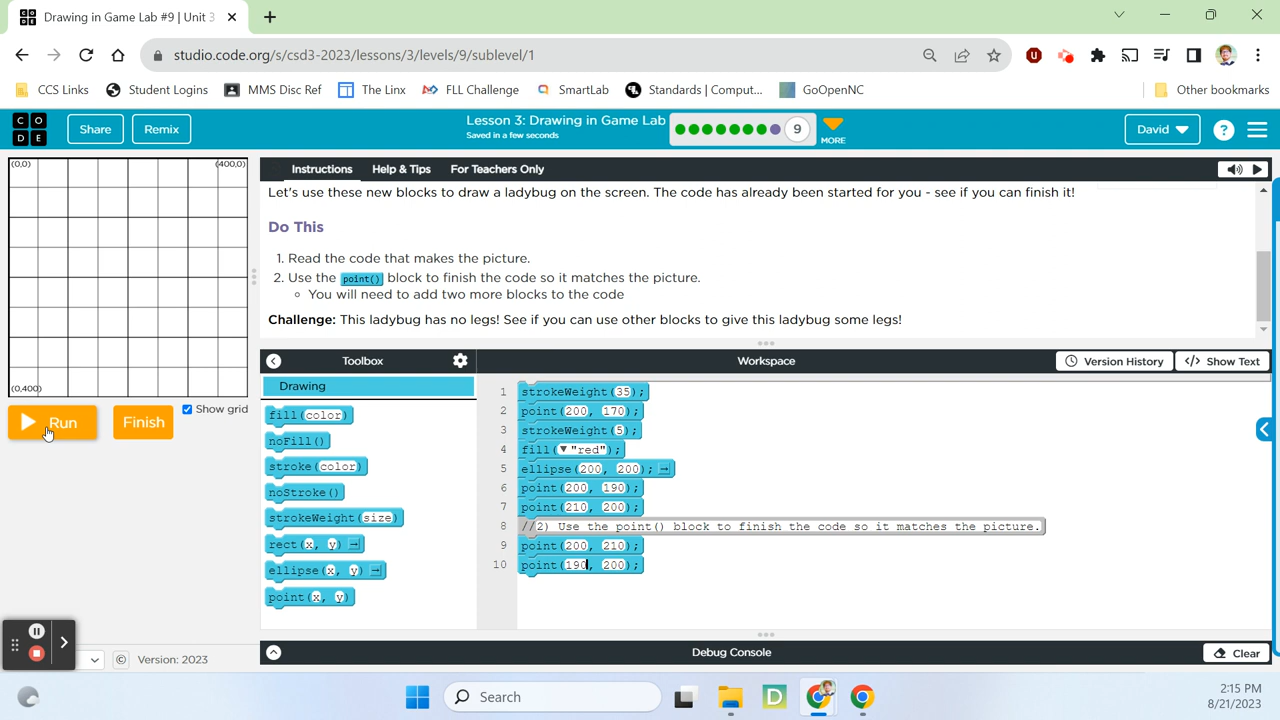 Drawing in Game Lab #9 | Unit 3
studio.code.org/s/csd3-2023/lessons/3/levels/9/sublevel/1
CCS Links
Student Logins
MMS Disc Ref
The Linx
FLL Challenge
SmartLab
Standards | Comput...
GoOpenNC
Other bookmarks
CO
DE
Share
Remix
Lesson 3: Drawing in Game Lab
Saved in a few seconds
9
MORE
David
?
Instructions
Help & Tips
For Teachers Only
(0,0)
(400,0)
(0,400)
Let's use these new blocks to draw a ladybug on the screen. The code has already been started for you - see if you can finish it!
Do This
1. Read the code that makes the picture.
2. Use the point() block to finish the code so it matches the picture.
You will need to add two more blocks to the code
Challenge: This ladybug has no legs! See if you can use other blocks to give this ladybug some legs!
Toolbox
Workspace
Version History
</> Show Text
Run
Finish
Show grid
Drawing
fill(color)
noFill()
stroke(color)
noStroke()
strokeWeight(size)
rect(x, y)
ellipse(x, y)
point(x, y)
1 strokeWeight(35);
2 point(200, 170);
3 strokeWeight(5);
4 fill("red");
5 ellipse(200, 200);
6 point(200, 190);
7 point(210, 200);
8 //2) Use the point() block to finish the code so it matches the picture.
9 point(200, 210);
10 point(190, 200);
© Version: 2023
Debug Console
Clear
Search
D
2:15 PM
8/21/2023